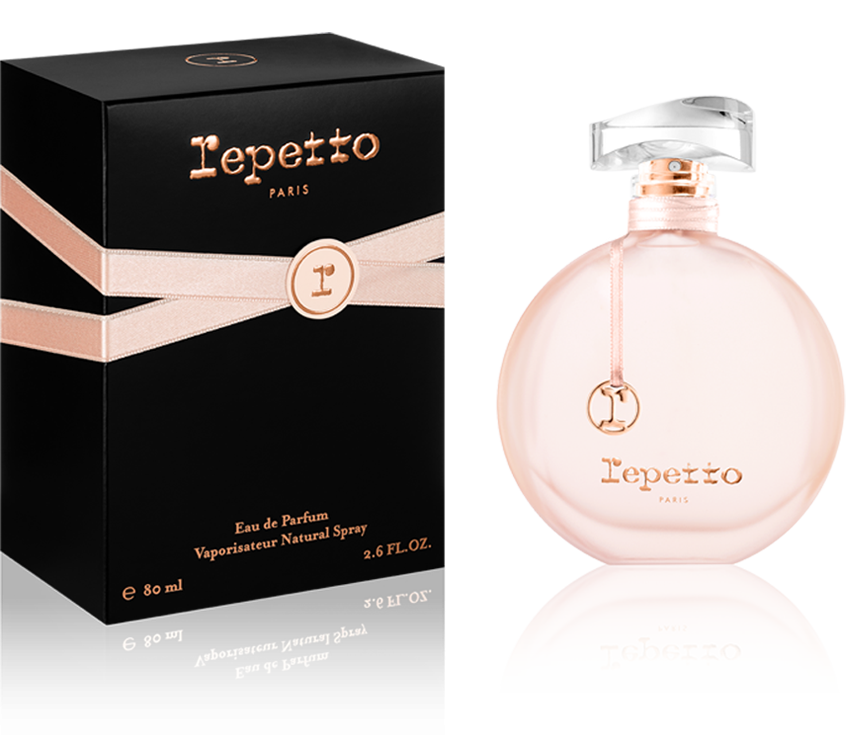 r
repetto
PARIS
r
Eau de Parfum
Vaporisateur Natural Spray
2.6 FL.OZ.
℮ 80 ml
r
repetto
PARIS